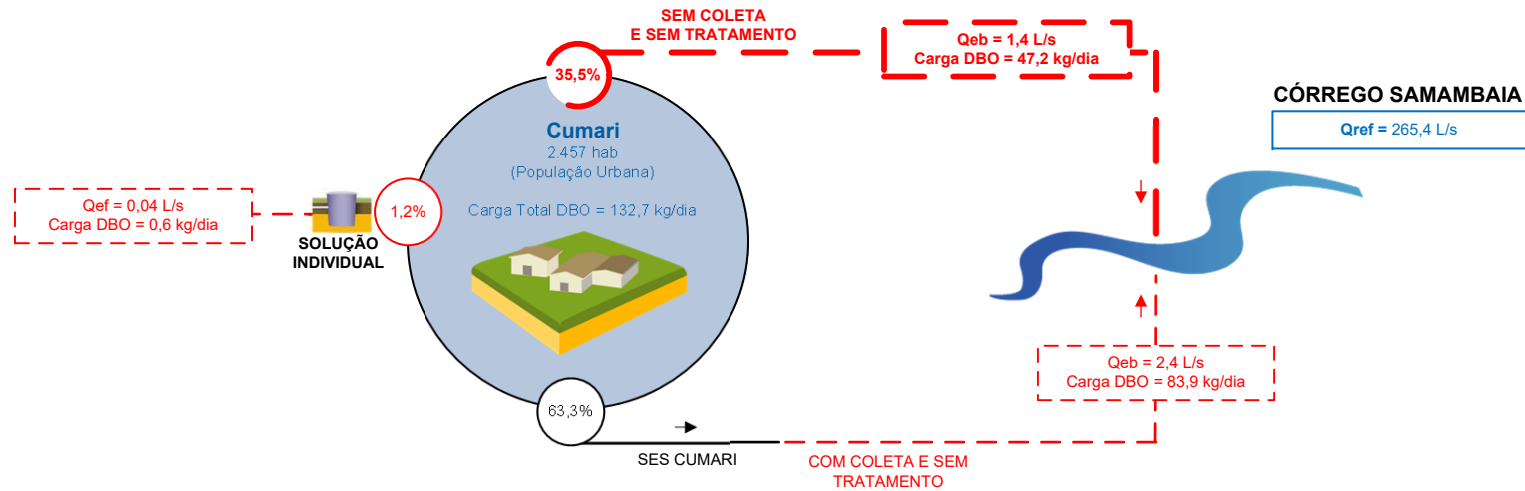 SEM COLETA
E SEM TRATAMENTO
Qeb = 1,4 L/s
Carga DBO = 47,2 kg/dia
35,5%
CÓRREGO SAMAMBAIA
Qref = 265,4 L/s
Cumari
2.457 hab
(População Urbana)
Carga Total DBO = 132,7 kg/dia
Qef = 0,04 L/s
Carga DBO = 0,6 kg/dia
1,2%
SOLUÇÃO
INDIVIDUAL
Qeb = 2,4 L/s
Carga DBO = 83,9 kg/dia
63,3%
SES CUMARI
COM COLETA E SEM
TRATAMENTO